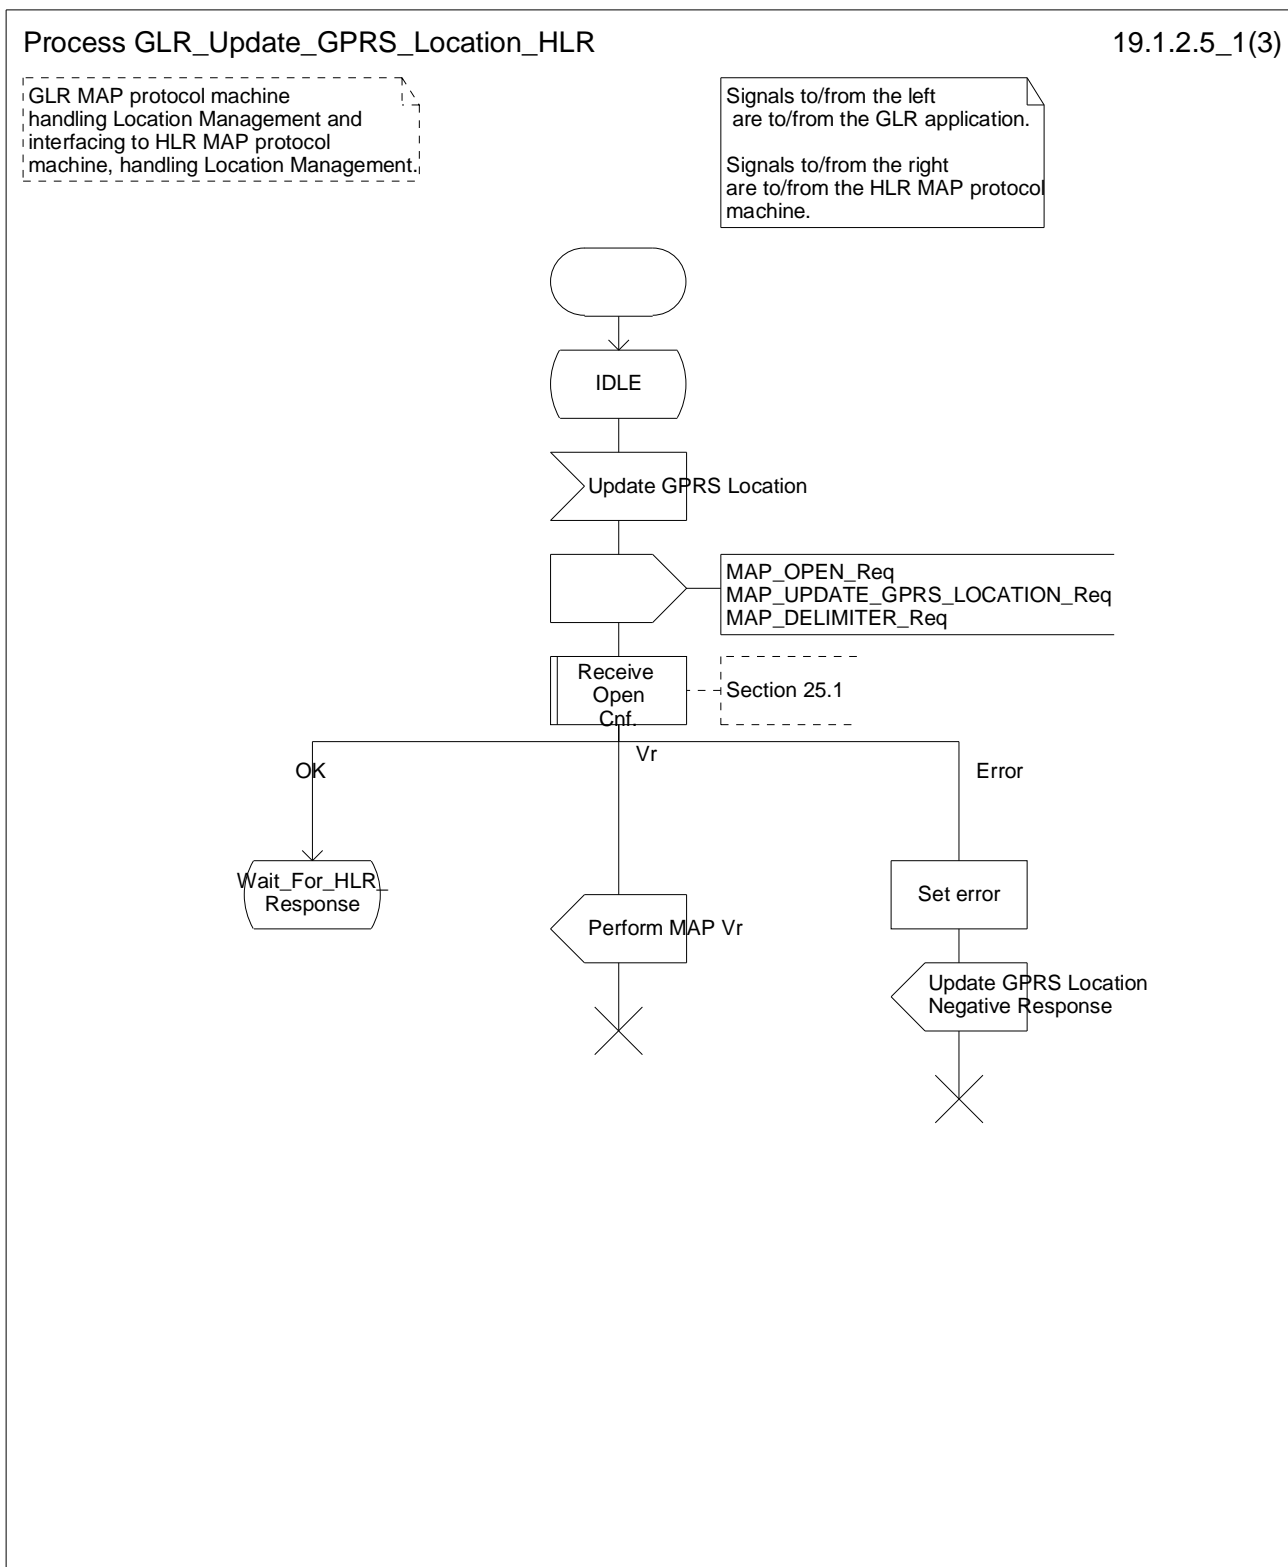 Process GLR_Update_GPRS_Location_HLR
19.1.2.5_1(3)
GLR MAP protocol machine
handling Location Management and
interfacing to HLR MAP protocol
machine, handling Location Management.
Signals to/from the left
are to/from the GLR application.
Signals to/from the right
are to/from the HLR MAP protocol
machine.
IDLE
Update GPRS Location
MAP_OPEN_Req
MAP_UPDATE_GPRS_LOCATION_Req
MAP_DELIMITER_Req
Receive
Open
Cnf.
Section 25.1
OK
Vr
Error
Wait_For_HLR_
Response
Perform MAP Vr
Set error
Update GPRS Location
Negative Response